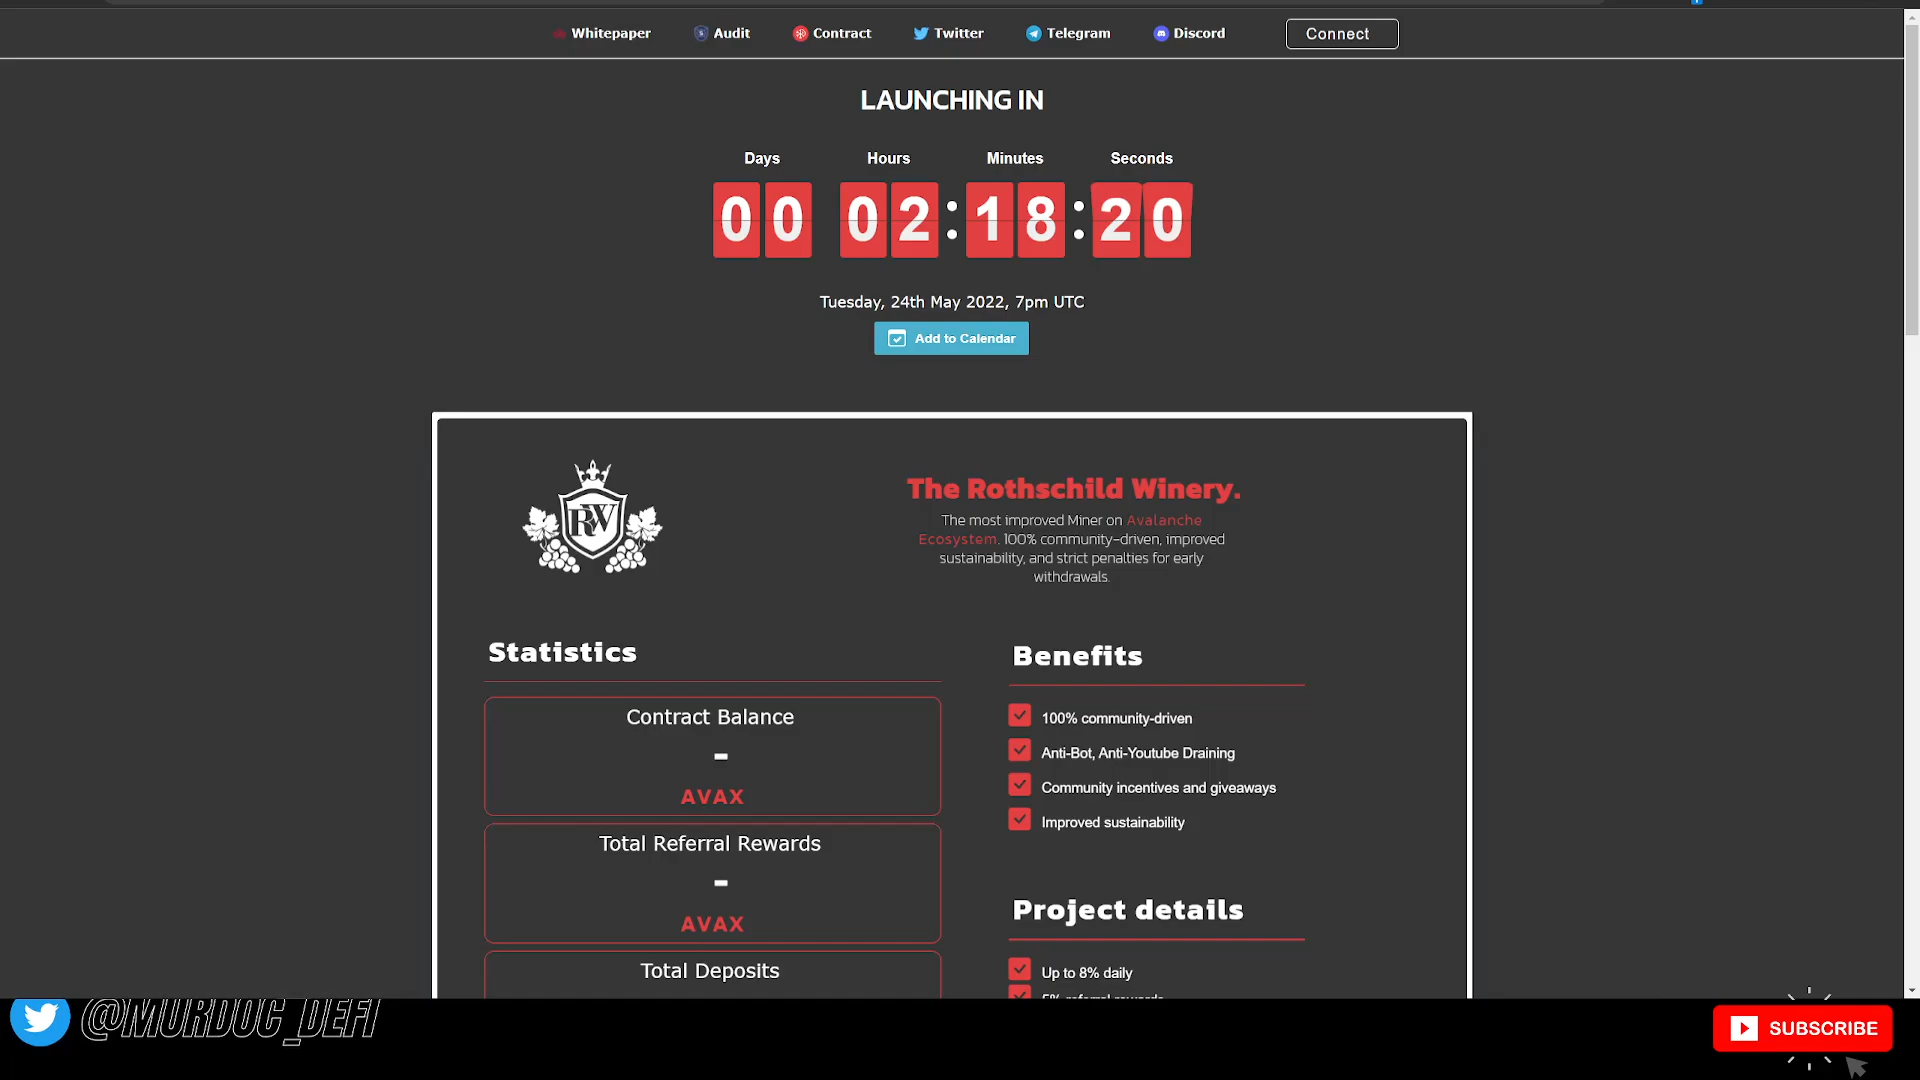 Whitepaper Audit Contract Twitter Telegram Discord Connect
LAUNCHING IN
Days Hours Minutes Seconds
00 02:18:20
Tuesday, 24th May 2022, 7pm UTC
Add to Calendar
RW
The Rothschild Winery.
The most improved Miner on Avalanche
Ecosystem. 100% community-driven, improved
sustainability, and strict penalties for early
withdrawals.
Statistics
Contract Balance
-
AVAX
Total Referral Rewards
-
AVAX
Total Deposits
Benefits
100% community-driven
Anti-Bot, Anti-Youtube Draining
Community incentives and giveaways
Improved sustainability
Project details
Up to 8% daily
5% referral rewards
@MURDOC_DEFI
SUBSCRIBE